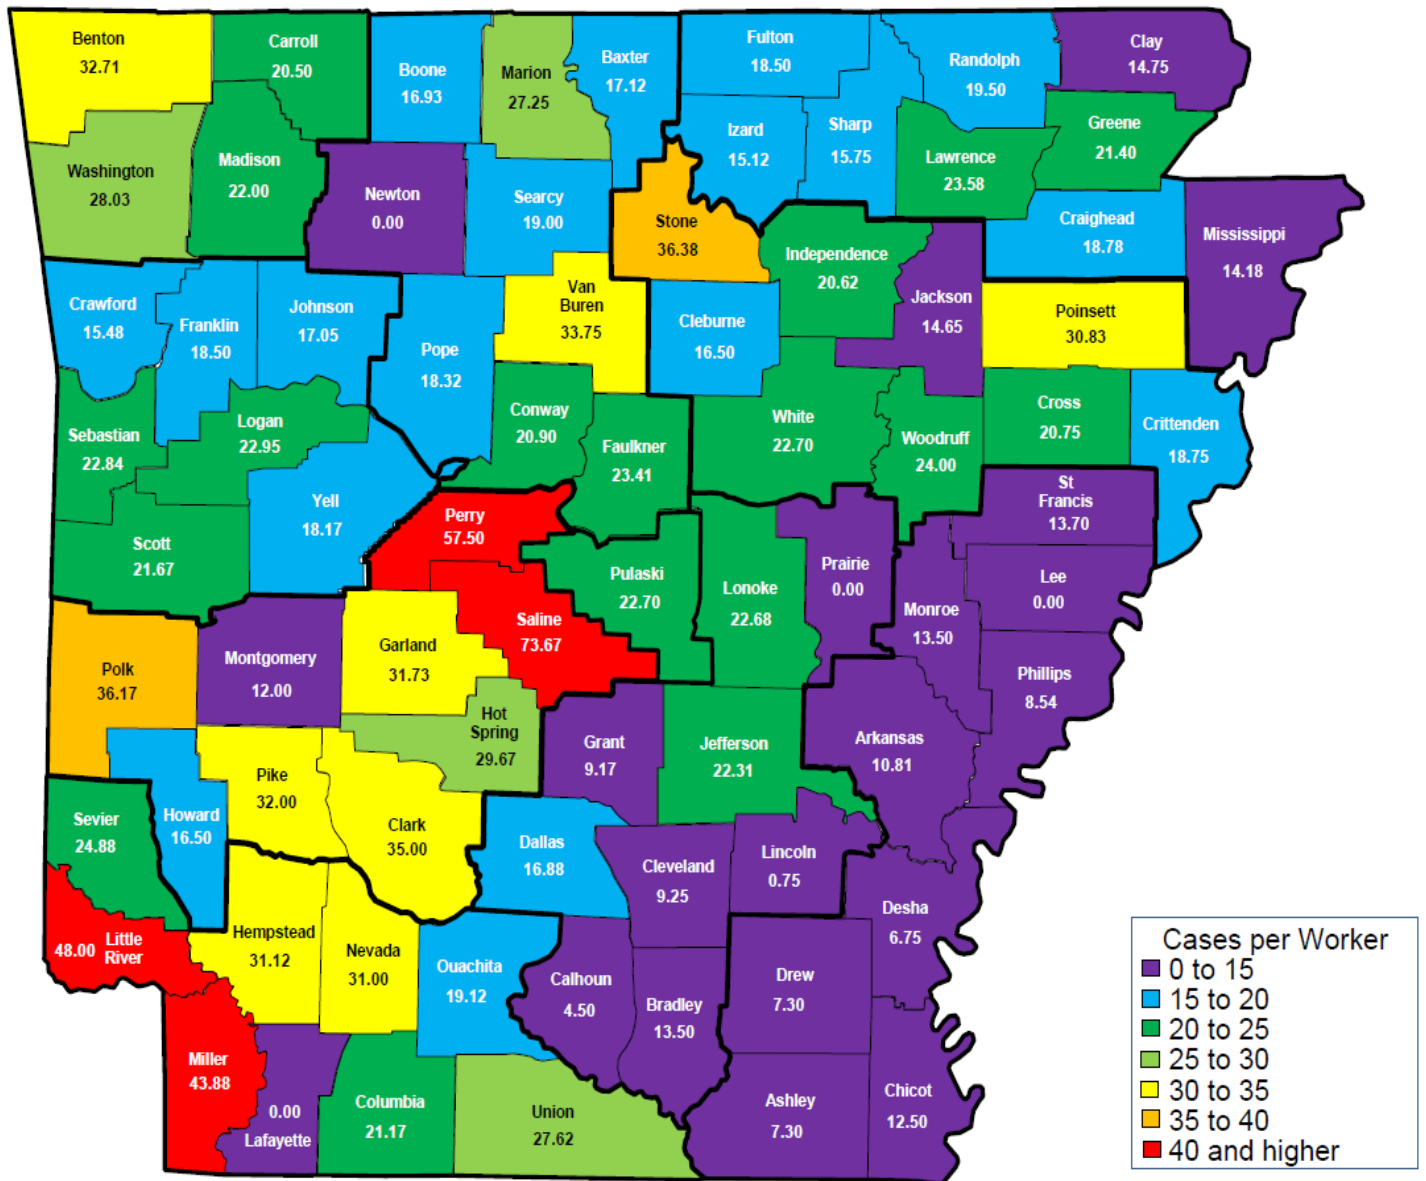 Benton
32.71
Carroll
20.50
Boone
16.93
Marion
27.25
Baxter
17.12
Fulton
18.50
Randolph
19.50
Clay
14.75
Washington
28.03
Madison
22.00
Newton
0.00
Searcy
19.00
Stone
36.38
Izard
15.12
Sharp
15.75
Lawrence
23.58
Greene
21.40
Craighead
18.78
Mississippi
14.18
Crawford
15.48
Franklin
18.50
Johnson
17.05
Pope
18.32
Van
Buren
33.75
Cleburne
16.50
Independence
20.62
Jackson
14.65
Poinsett
30.83
Sebastian
22.84
Logan
22.95
Conway
20.90
Faulkner
23.41
White
22.70
Woodruff
24.00
Cross
20.75
Crittenden
18.75
Scott
21.67
Yell
18.17
Perry
57.50
Saline
73.67
Pulaski
22.70
Lonoke
22.68
Prairie
0.00
Monroe
13.50
St
Francis
13.70
Lee
0.00
Phillips
8.54
Polk
36.17
Montgomery
12.00
Garland
31.73
Hot
Spring
29.67
Grant
9.17
Jefferson
22.31
Arkansas
10.81
Sevier
24.88
Howard
16.50
Pike
32.00
Clark
35.00
Dallas
16.88
Cleveland
9.25
Lincoln
0.75
Desha
6.75
48.00 Little
River
Hempstead
31.12
Nevada
31.00
Ouachita
19.12
Calhoun
4.50
Bradley
13.50
Drew
7.30
Miller
43.88
0.00
Lafayette
Columbia
21.17
Union
27.62
Ashley
7.30
Chicot
12.50
Cases per Worker
0 to 15
15 to 20
20 to 25
25 to 30
30 to 35
35 to 40
40 and higher